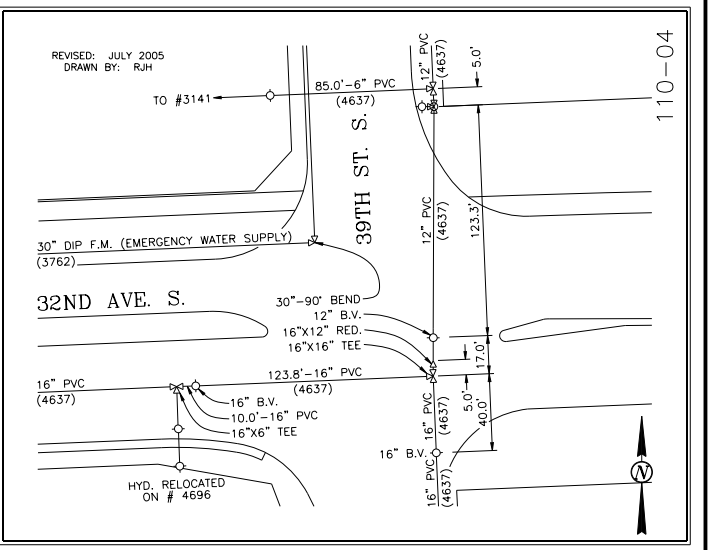 REVISED: JULY 2005
DRAWN BY: RJH
110-04
12" PVC
(4637)
5.0'
85.0'-6" PVC
(4637)
TO #3141
39TH ST. S.
12" PVC
(4637)
123.3'
30" DIP F.M. (EMERGENCY WATER SUPPLY)
(3762)
32ND AVE. S.
30"-90' BEND
12" B.V.
16"X12" RED.
16"X16" TEE
17.0'
16" PVC
(4637)
123.8'-16" PVC
(4637)
5.0'
40.0'
16" B.V.
10.0'-16" PVC
16"X6" TEE
16" PVC
(4637)
16" B.V.
16" PVC
(4637)
HYD. RELOCATED
ON # 4696
N